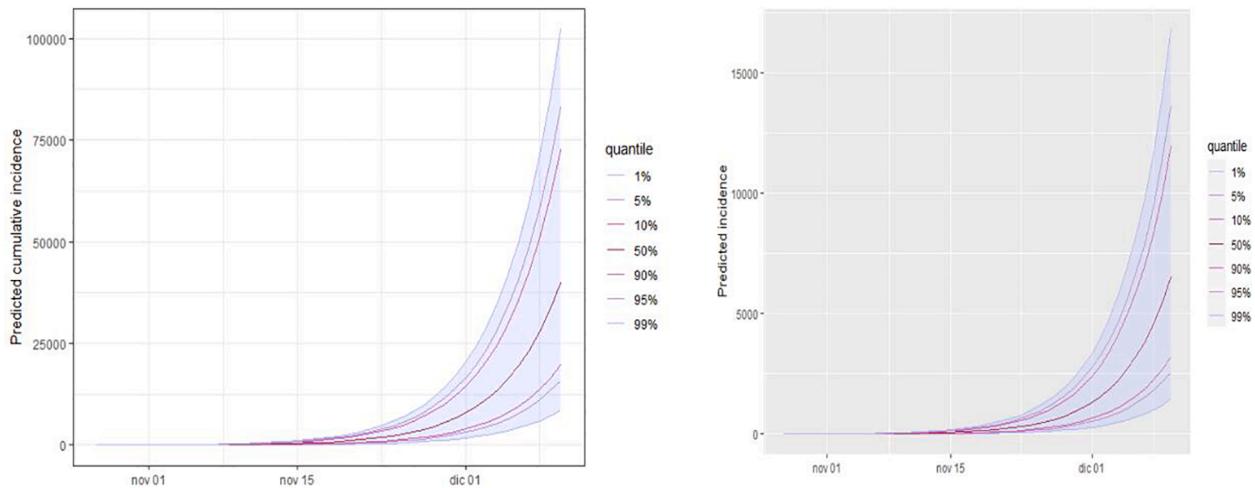 Predicted cumulative incidence
100000
75000
50000
25000
0
nov 01
nov 15
dic 01
quantile
1%
5%
10%
50%
90%
95%
99%
Predicted incidence
15000
10000
5000
0
nov 01
nov 15
dic 01
quantile
1%
5%
10%
50%
90%
95%
99%